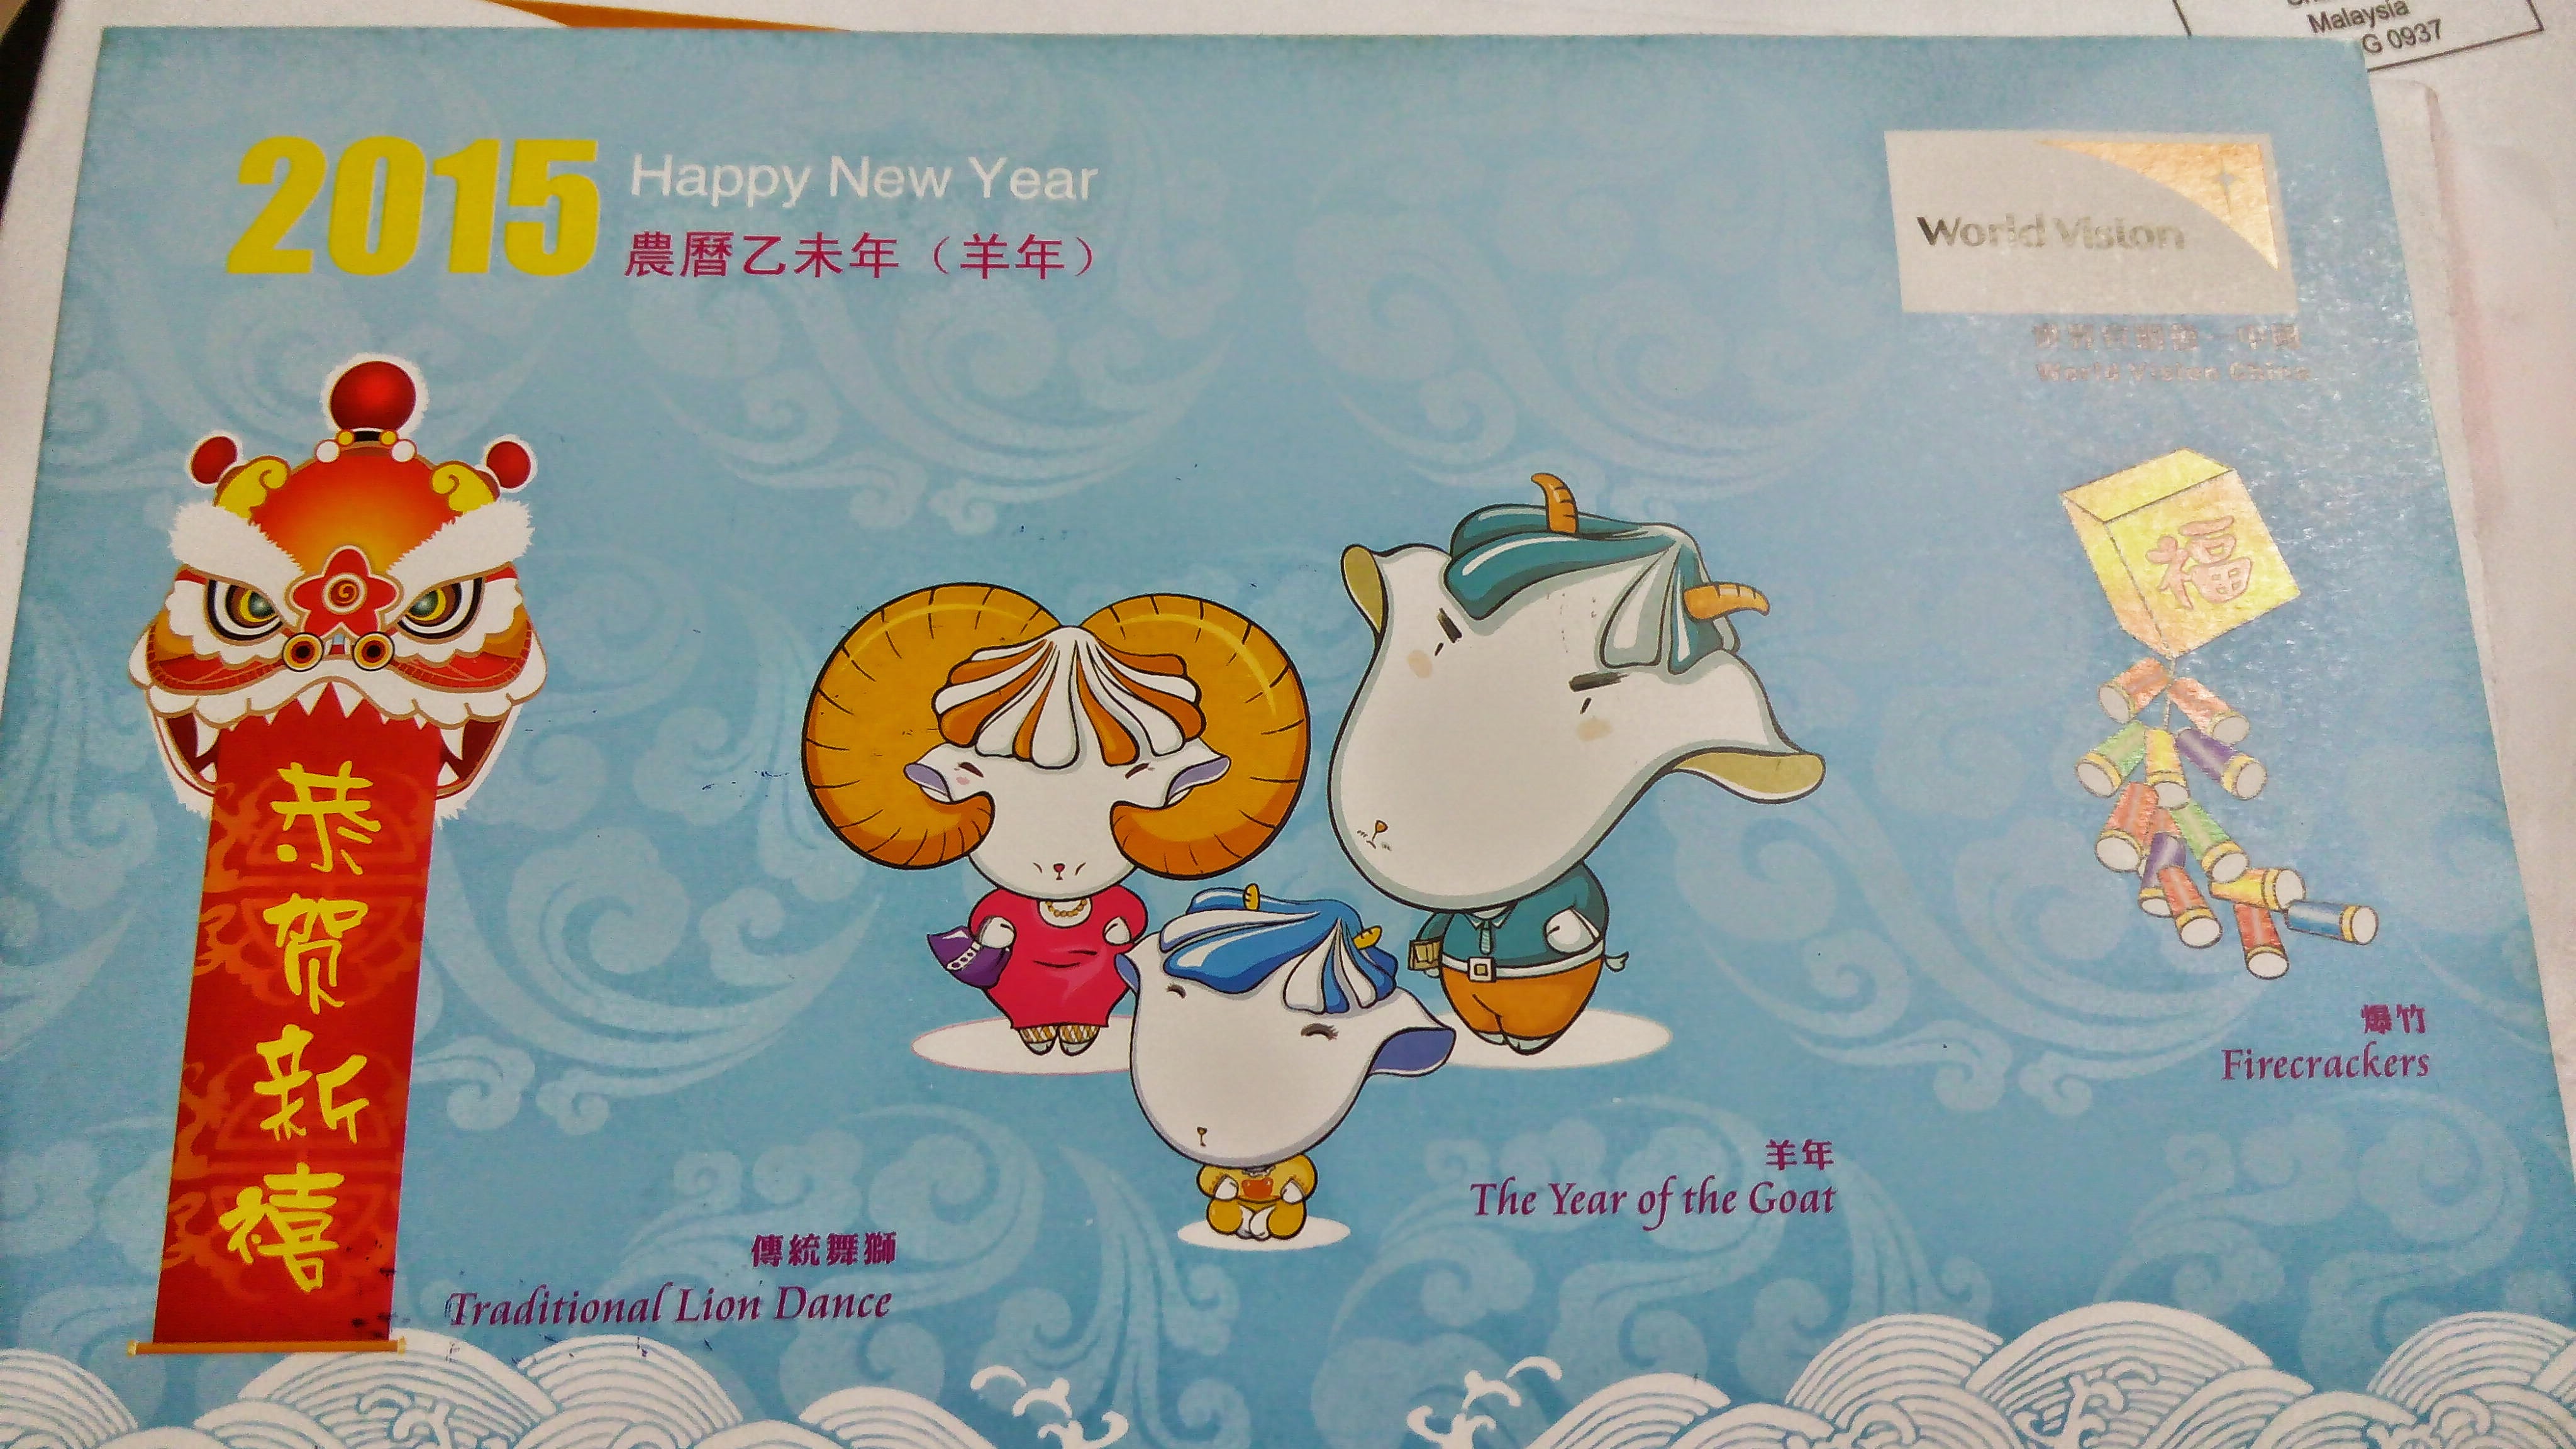 Malaysia
G 0937
2015 Happy New Year
農曆乙未年（羊年）
World Vision
World Vision China
福
恭
贺
新
禧
爆竹
Firecrackers
羊年
The Year of the Goat
傳統舞獅
Traditional Lion Dance